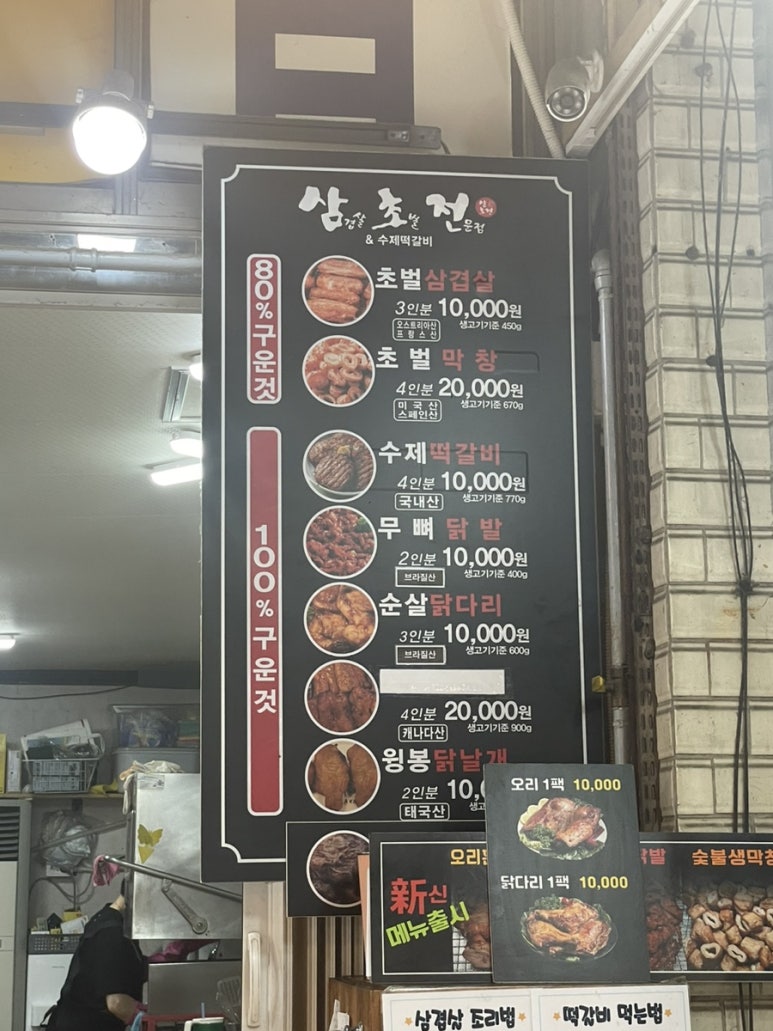 삼겹살 초벌 전문점
& 수제떡갈비
80% 구운것
초벌삼겹살
3인분 10,000원
오스트리아산
프랑스산
생고기기준 450g
초벌막창
4인분 20,000원
미국산
스페인산
생고기기준 670g
100% 구운것
수제떡갈비
4인분 10,000원
국내산
생고기기준 770g
무뼈닭발
2인분 10,000원
브라질산
생고기기준 400g
순살닭다리
3인분 10,000원
브라질산
생고기기준 600g
4인분 20,000원
캐나다산
생고기기준 900g
윙봉닭날개
2인분 10,
태국산
생고
오리 1팩 10,000
닭다리 1팩 10,000
오리
新신
메뉴출시
발
숯불생막창
삼겹살 조리법
떡갈비 먹는법